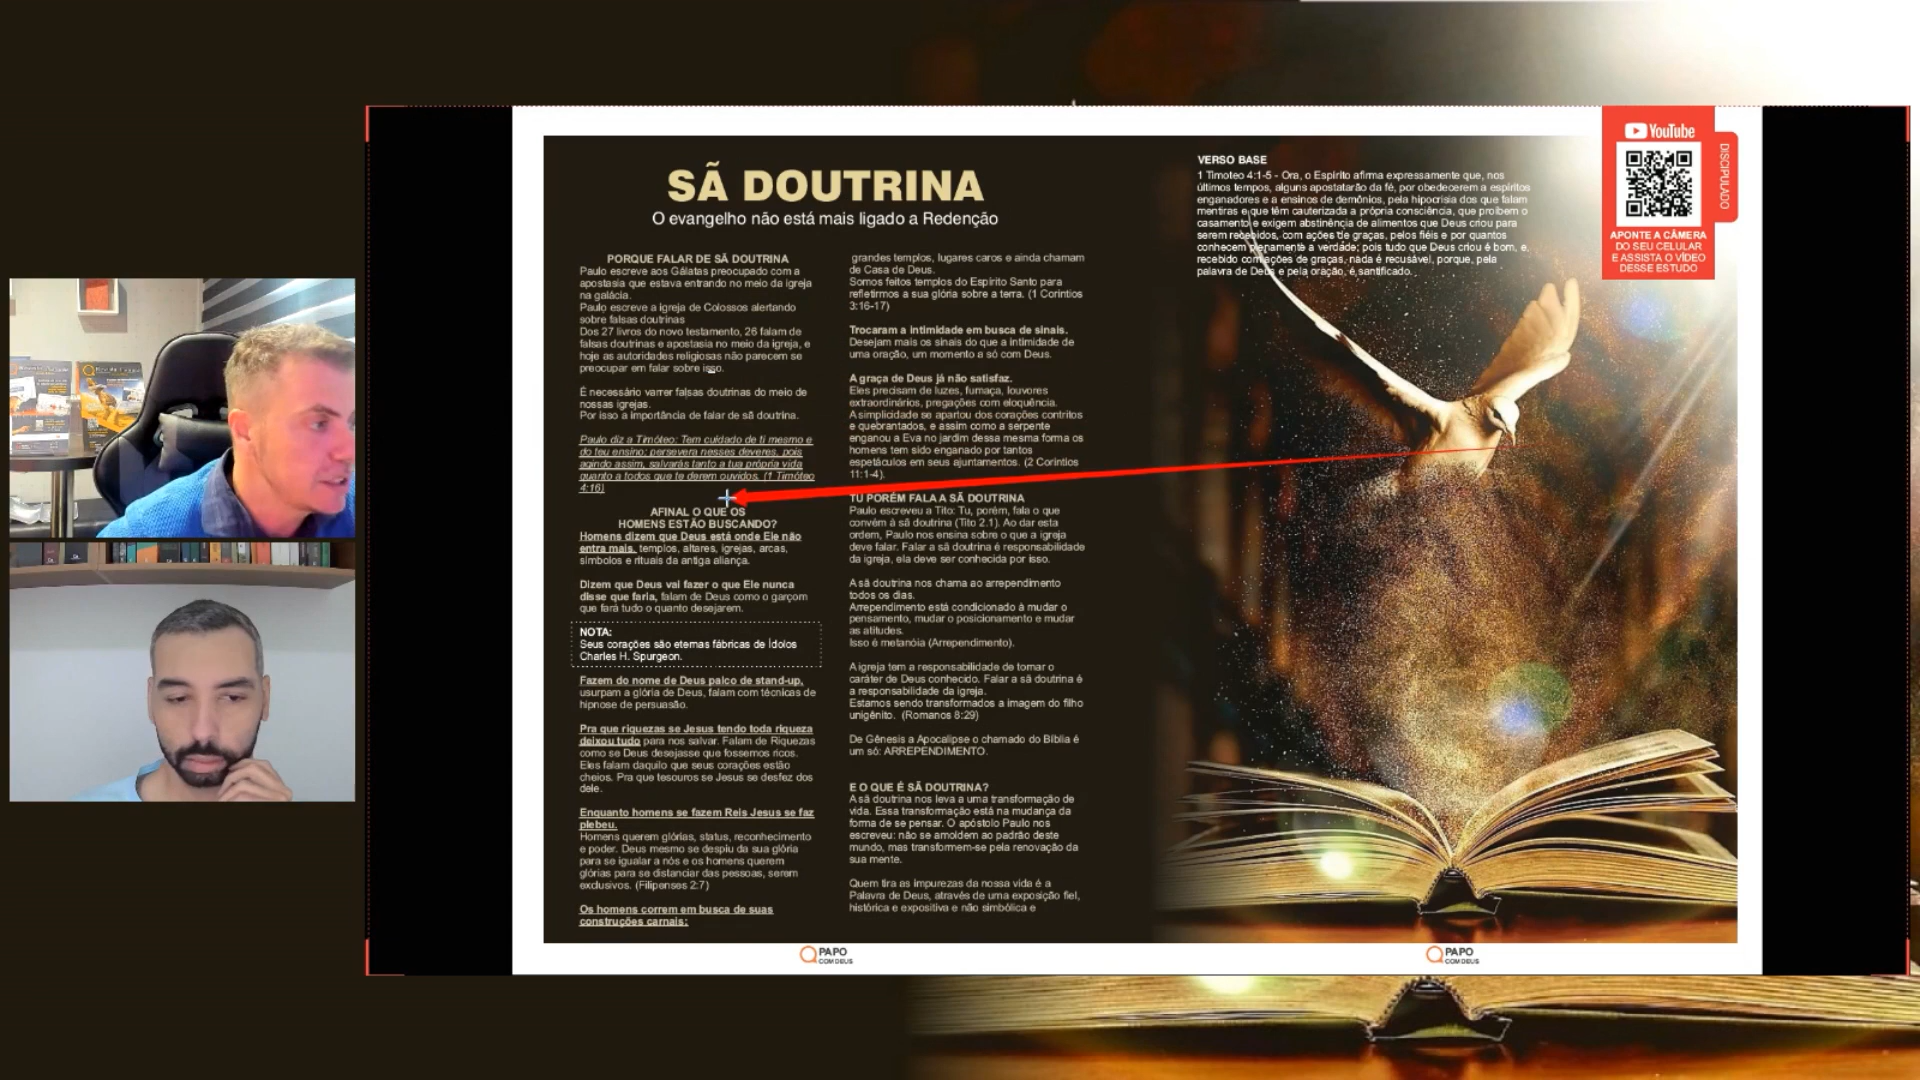 SÃ DOUTRINA
O evangelho não está mais ligado a Redenção
PORQUE FALAR DE SÃ DOUTRINA
Paulo escreve aos Gálatas preocupado com a
apostasia que estava entrando no meio da igreja
na galácia.
Paulo escreve a igreja de Colossos alertando
sobre falsas doutrinas
Dos 27 livros do novo testamento, 26 falam de
falsas doutrinas e apostasia no meio da igreja, e
hoje as autoridades religiosas não parecem se
preocupar em falar sobre isso.
É necessário varrer falsas doutrinas do meio de
nossas igrejas.
Por isso a importância de falar de sã doutrina.
Paulo diz a Timóteo: Tem cuidado de ti mesmo e
do teu ensino; persevera nesses deveres, pois
agindo assim, salvarás tanto a tua própria vida
quanto a todos que te derem ouvidos. (1 Timóteo
4:16)
AFINAL O QUE OS
HOMENS ESTÃO BUSCANDO?
Homens dizem que Deus está onde Ele não
entra mais, templos, altares, igrejas, arcas,
símbolos e rituais da antiga aliança.
Dizem que Deus vai fazer o que Ele nunca
disse que faria, falam de Deus como o garçom
que fará tudo o quanto desejarem.
NOTA:
Seus corações são eternas fábricas de Ídolos
Charles H. Spurgeon.
Fazem do nome de Deus palco de stand-up,
usurpam a glória de Deus, falam com técnicas de
hipnose de persuasão.
Pra que riquezas se Jesus tendo toda riqueza
deixou tudo para nos salvar. Falam de Riquezas
como se Deus desejasse que fossemos ricos.
Eles falam daquilo que seus corações estão
cheios. Pra que tesouros se Jesus se desfez dos
dele.
Enquanto homens se fazem Reis Jesus se faz
plebeu.
Homens querem glórias, status, reconhecimento
e poder. Deus mesmo se despiu da sua glória
para se igualar a nós e os homens querem
glórias para se distanciar das pessoas, serem
exclusivos. (Filipenses 2:7)
Os homens correm em busca de suas
construções carnais:
grandes templos, lugares caros e ainda chamam
de Casa de Deus.
Somos feitos templos do Espírito Santo para
refletirmos a sua glória sobre a terra. (1 Coríntios
3:16-17)
Trocaram a intimidade em busca de sinais.
Desejam mais os sinais do que a intimidade de
uma oração, um momento a só com Deus.
A graça de Deus já não satisfaz.
Eles precisam de luzes, fumaça, louvores
extraordinários, pregações com eloquência.
A simplicidade se apartou dos corações contritos
e quebrantados, e assim como a serpente
enganou a Eva no jardim dessa mesma forma os
homens tem sido enganado por tantos
espetáculos em seus ajuntamentos. (2 Coríntios
11:1-4).
TU PORÉM FALA A SÃ DOUTRINA
Paulo escreveu a Tito: Tu, porém, fala o que
convém à sã doutrina (Tito 2.1). Ao dar esta
ordem, Paulo nos ensina sobre o que a igreja
deve falar. Falar a sã doutrina é responsabilidade
da igreja, ela deve ser conhecida por isso.
A sã doutrina nos chama ao arrependimento
todos os dias.
Arrependimento está condicionado à mudar o
pensamento, mudar o posicionamento e mudar
as atitudes.
Isso é metanóia (Arrependimento).
A igreja tem a responsabilidade de tornar o
caráter de Deus conhecido. Falar a sã doutrina é
a responsabilidade da igreja.
Estamos sendo transformados a imagem do filho
unigênito. (Romanos 8:29)
De Gênesis a Apocalipse o chamado do Bíblia é
um só: ARREPENDIMENTO.
E O QUE É SÃ DOUTRINA?
A sã doutrina nos leva a uma transformação de
vida. Essa transformação está na mudança da
forma de se pensar. O apóstolo Paulo nos
escreveu: não se amoldem ao padrão deste
mundo, mas transformem-se pela renovação da
sua mente.
Quem tira as impurezas da nossa vida é a
Palavra de Deus, através de uma exposição fiel,
histórica e expositiva e não simbólica e
VERSO BASE
1 Timoteo 4:1-5 - Ora, o Espírito afirma expressamente que, nos
últimos tempos, alguns apostatarão da fé, por obedecerem a espíritos
enganadores e a ensinos de demônios, pela hipocrisia dos que falam
mentiras e que têm cauterizada a própria consciência, que proíbem o
casamento e exigem abstinência de alimentos que Deus criou para
serem recebidos, com ações de graças, pelos fiéis e por quantos
conhecem plenamente a verdade; pois tudo que Deus criou é bom, e,
recebido com ações de graças, nada é recusável, porque, pela
palavra de Deus e pela oração, é santificado.
YouTube
DISCIPULADO
APONTE A CÂMERA
DO SEU CELULAR
E ASSISTA O VÍDEO
DESSE ESTUDO
PAPO
COM DEUS
PAPO
COM DEUS